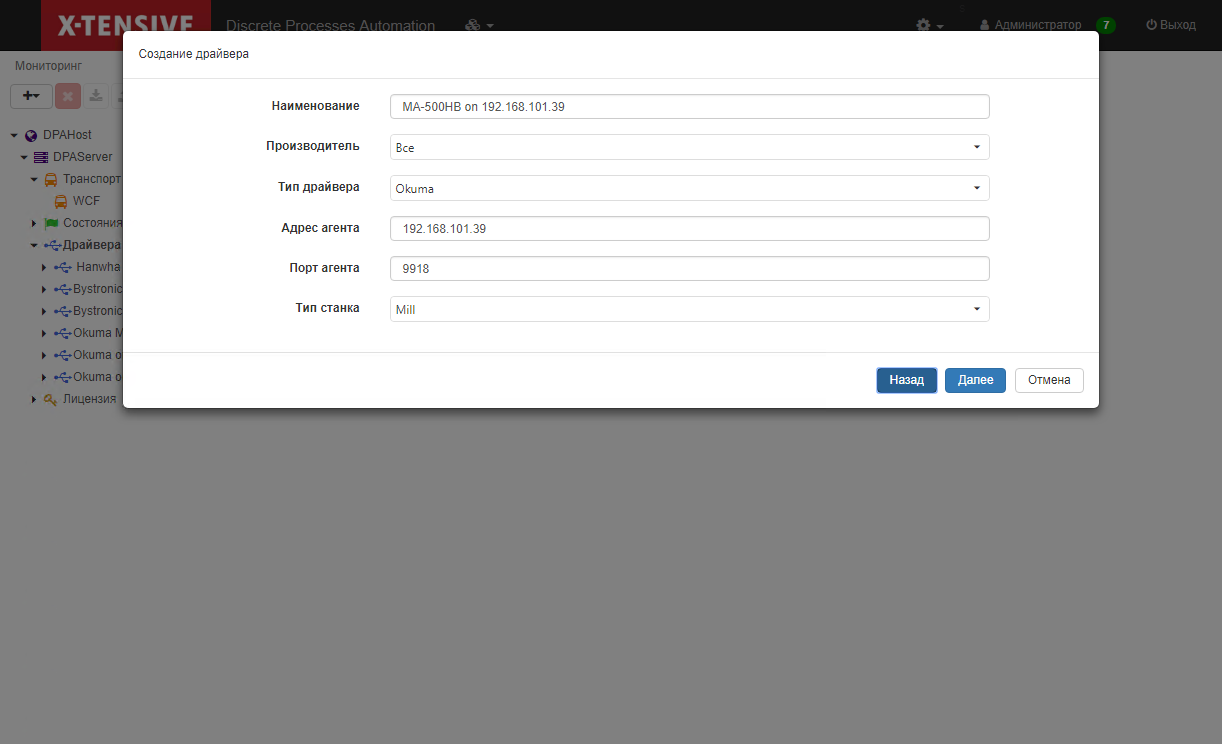 X-TENSIVE
Discrete Processes Automation
Администратор
7
Выход
Мониторинг
DPAHost
DPAServer
Транспорт
WCF
Состояния
Драйвера
Hanwha
Bystronic
Bystronic
Okuma M
Okuma o
Okuma o
Лицензия
Создание драйвера
Наименование
MA-500HB on 192.168.101.39
Производитель
Все
Тип драйвера
Okuma
Адрес агента
192.168.101.39
Порт агента
9918
Тип станка
Mill
Назад
Далее
Отмена